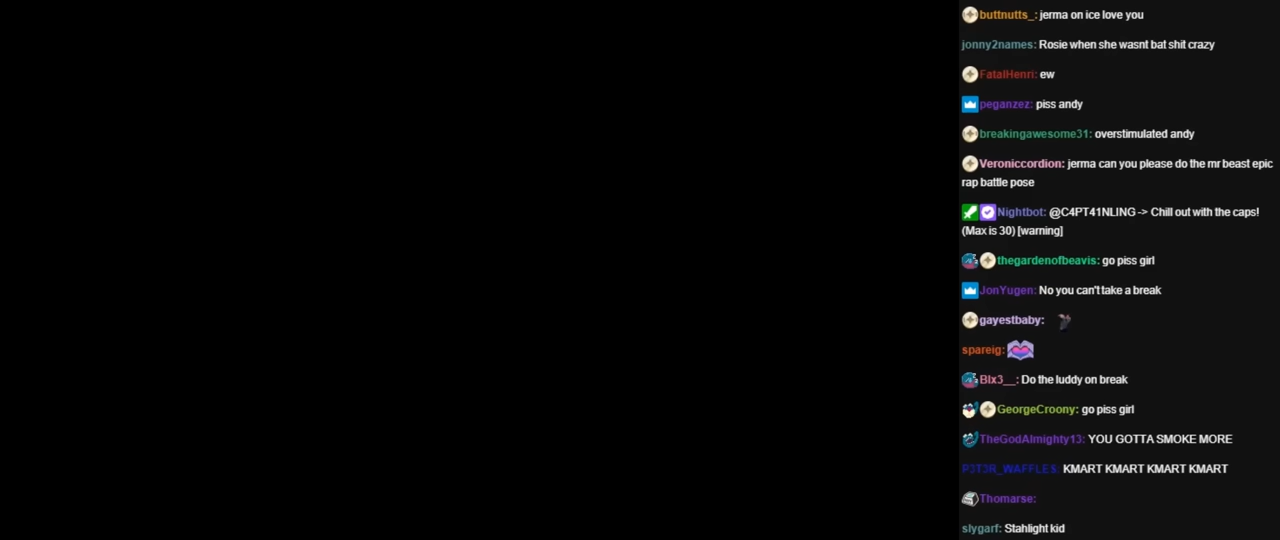 buttnutts_: jerma on ice love you
jonny2names: Rosie when she wasnt bat shit crazy
FatalHenri: ew
peganzez: piss andy
breakingawesome31: overstimulated andy
Veroniccordion: jerma can you please do the mr beast epic
rap battle pose
Nightbot: @C4PT41NLING -> Chill out with the caps!
(Max is 30) [warning]
thegardenofbeavis: go piss girl
JonYugen: No you can't take a break
gayestbaby:
spareig:
Blx3__: Do the luddy on break
GeorgeCroony: go piss girl
TheGodAlmighty13: YOU GOTTA SMOKE MORE
P3T3R_WAFFLES: KMART KMART KMART KMART
Thomarse:
slygarf: Stahlight kid